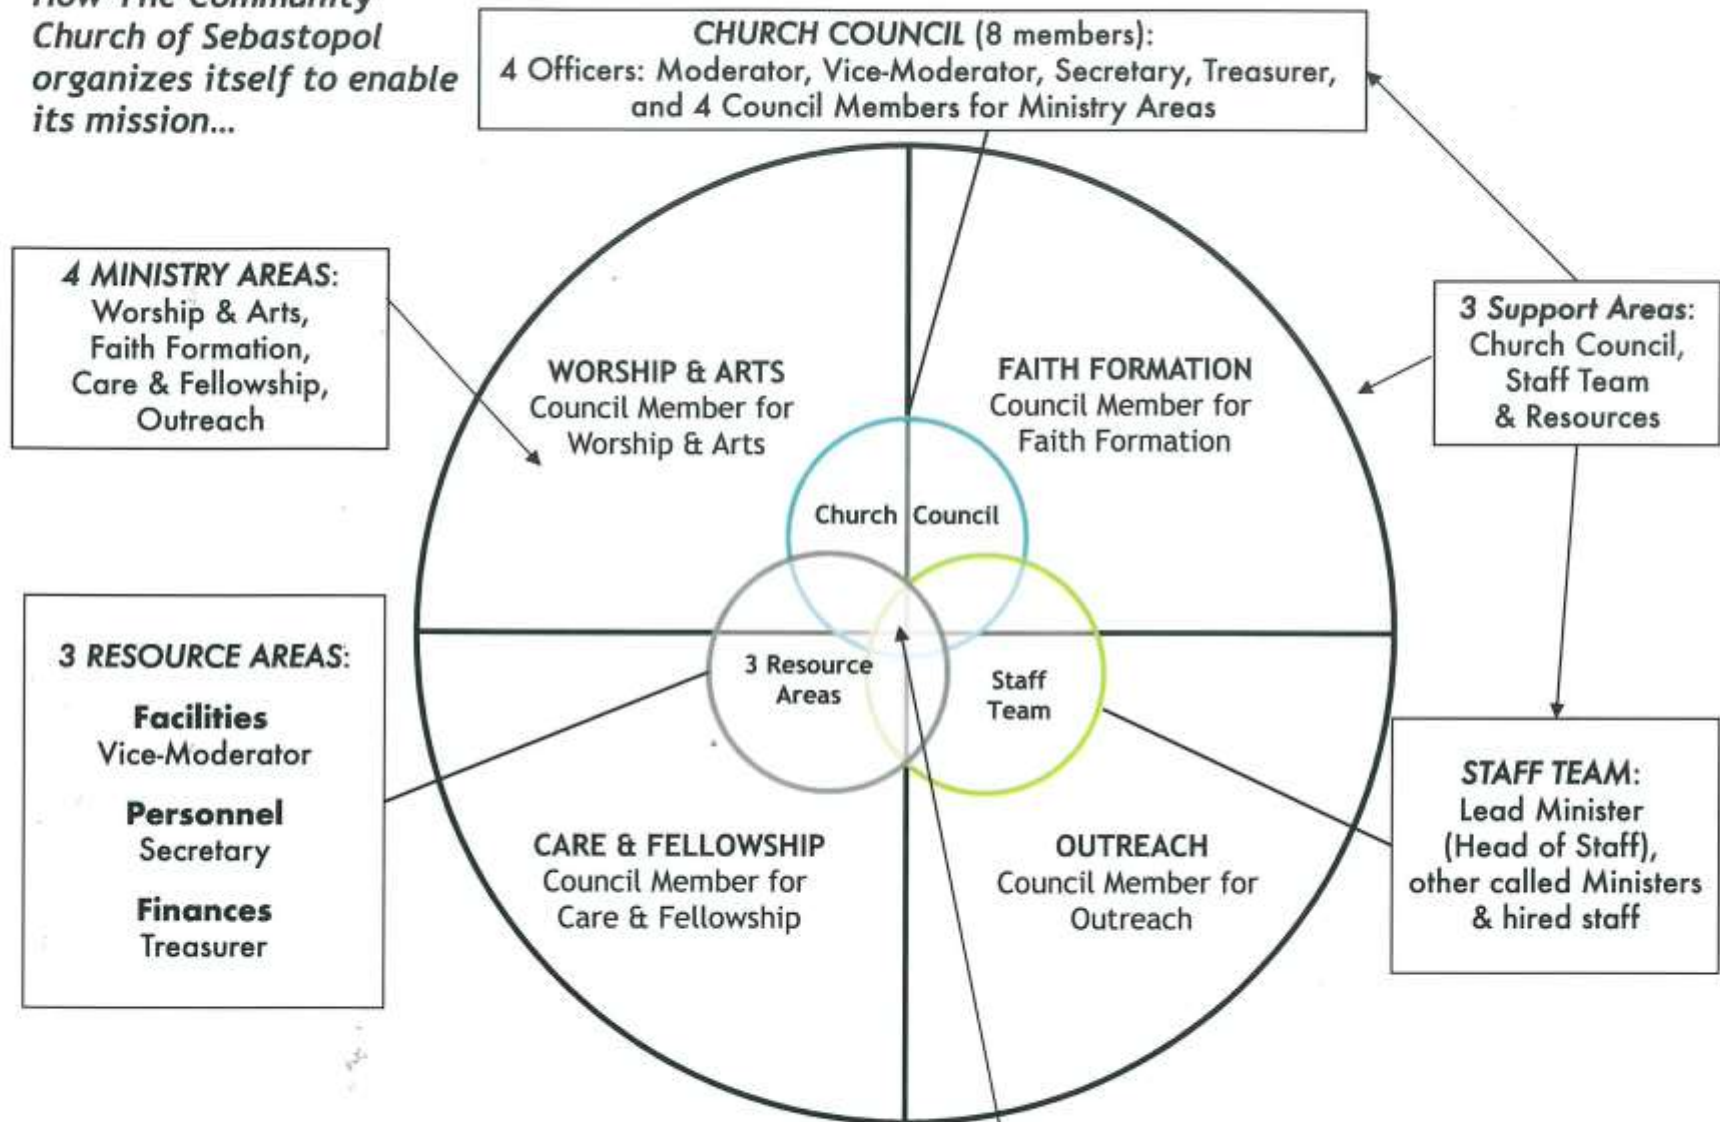 How The Community
Church of Sebastopol
organizes itself to enable
its mission...
CHURCH COUNCIL (8 members):
4 Officers: Moderator, Vice-Moderator, Secretary, Treasurer,
and 4 Council Members for Ministry Areas
4 MINISTRY AREAS:
Worship & Arts,
Faith Formation,
Care & Fellowship,
Outreach
3 Support Areas:
Church Council,
Staff Team
& Resources
WORSHIP & ARTS
Council Member for
Worship & Arts
FAITH FORMATION
Council Member for
Faith Formation
Church Council
3 Resource
Areas
Staff
Team
3 RESOURCE AREAS:
Facilities
Vice-Moderator
Personnel
Secretary
Finances
Treasurer
CARE & FELLOWSHIP
Council Member for
Care & Fellowship
OUTREACH
Council Member for
Outreach
STAFF TEAM:
Lead Minister
(Head of Staff),
other called Ministers
& hired staff